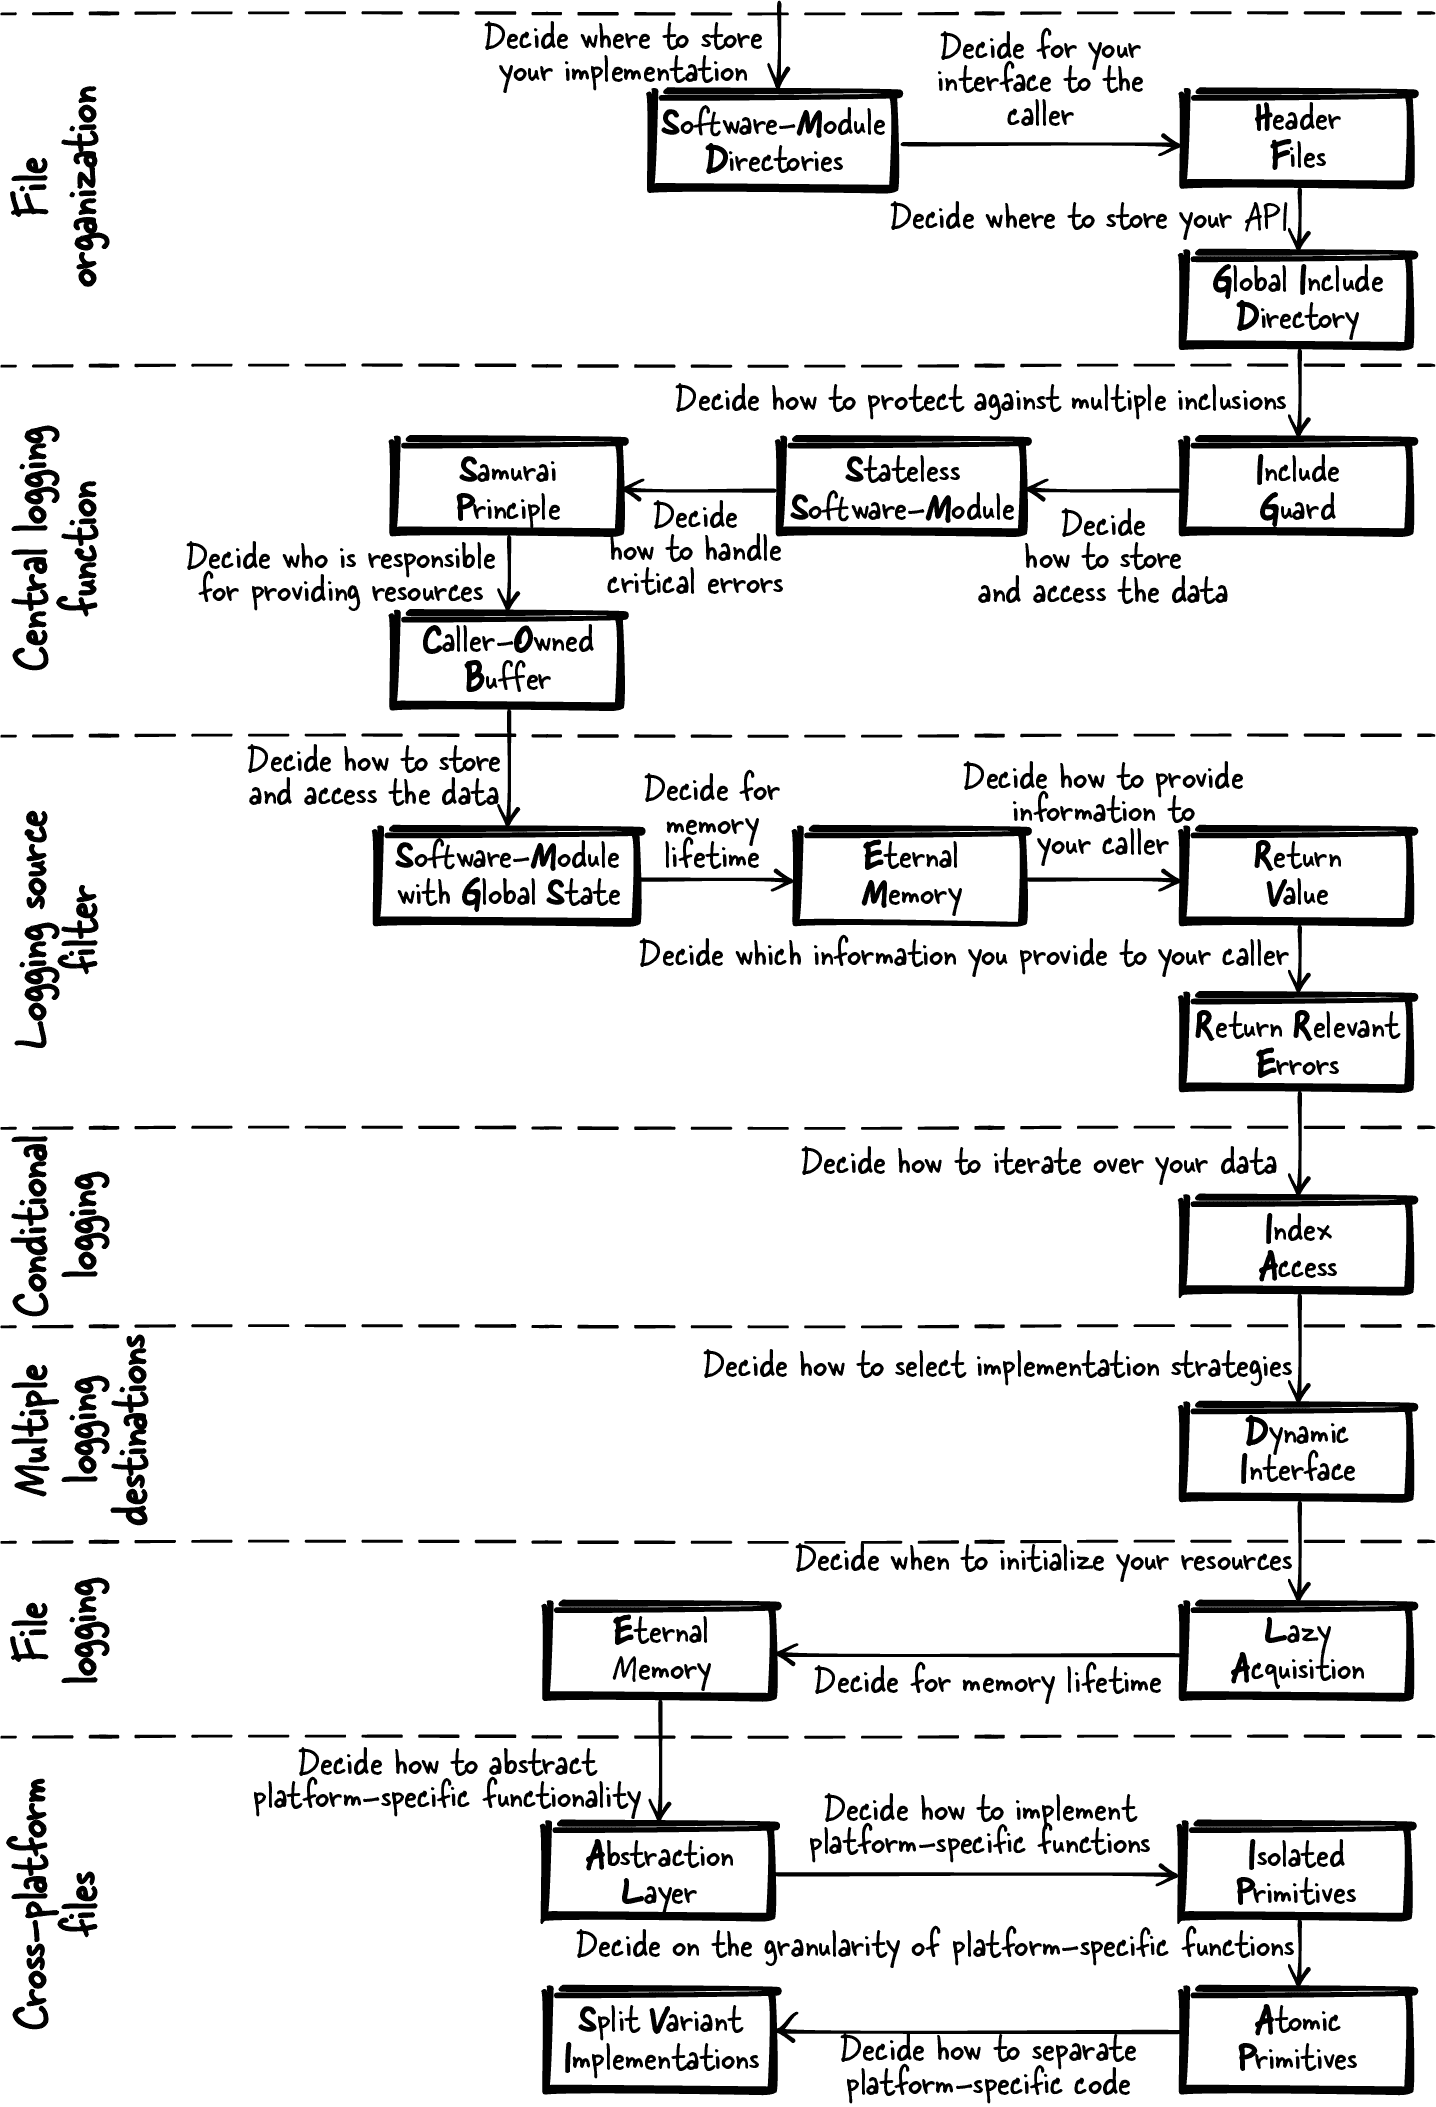 File
organization
Decide where to store
your implementation
Software-Module
Directories
Decide for your
interface to the
caller
Header
Files
Decide where to store your API
Global Include
Directory
Central logging
function
Decide how to protect against multiple inclusions
Include
Guard
Decide
how to store
and access the data
Stateless
Software-Module
Decide
how to handle
critical errors
Samurai
Principle
Decide who is responsible
for providing resources
Caller-Owned
Buffer
Logging source
filter
Decide how to store
and access the data
Software-Module
with Global State
Decide for
memory
lifetime
Eternal
Memory
Decide how to provide
information to
your caller
Return
Value
Decide which information you provide to your caller
Return Relevant
Errors
Conditional
logging
Decide how to iterate over your data
Index
Access
Multiple
logging
destinations
Decide how to select implementation strategies
Dynamic
Interface
File
logging
Decide when to initialize your resources
Lazy
Acquisition
Decide for memory lifetime
Eternal
Memory
Cross-platform
files
Decide how to abstract
platform-specific functionality
Abstraction
Layer
Decide how to implement
platform-specific functions
Isolated
Primitives
Decide on the granularity of platform-specific functions
Atomic
Primitives
Decide how to separate
platform-specific code
Split Variant
Implementations